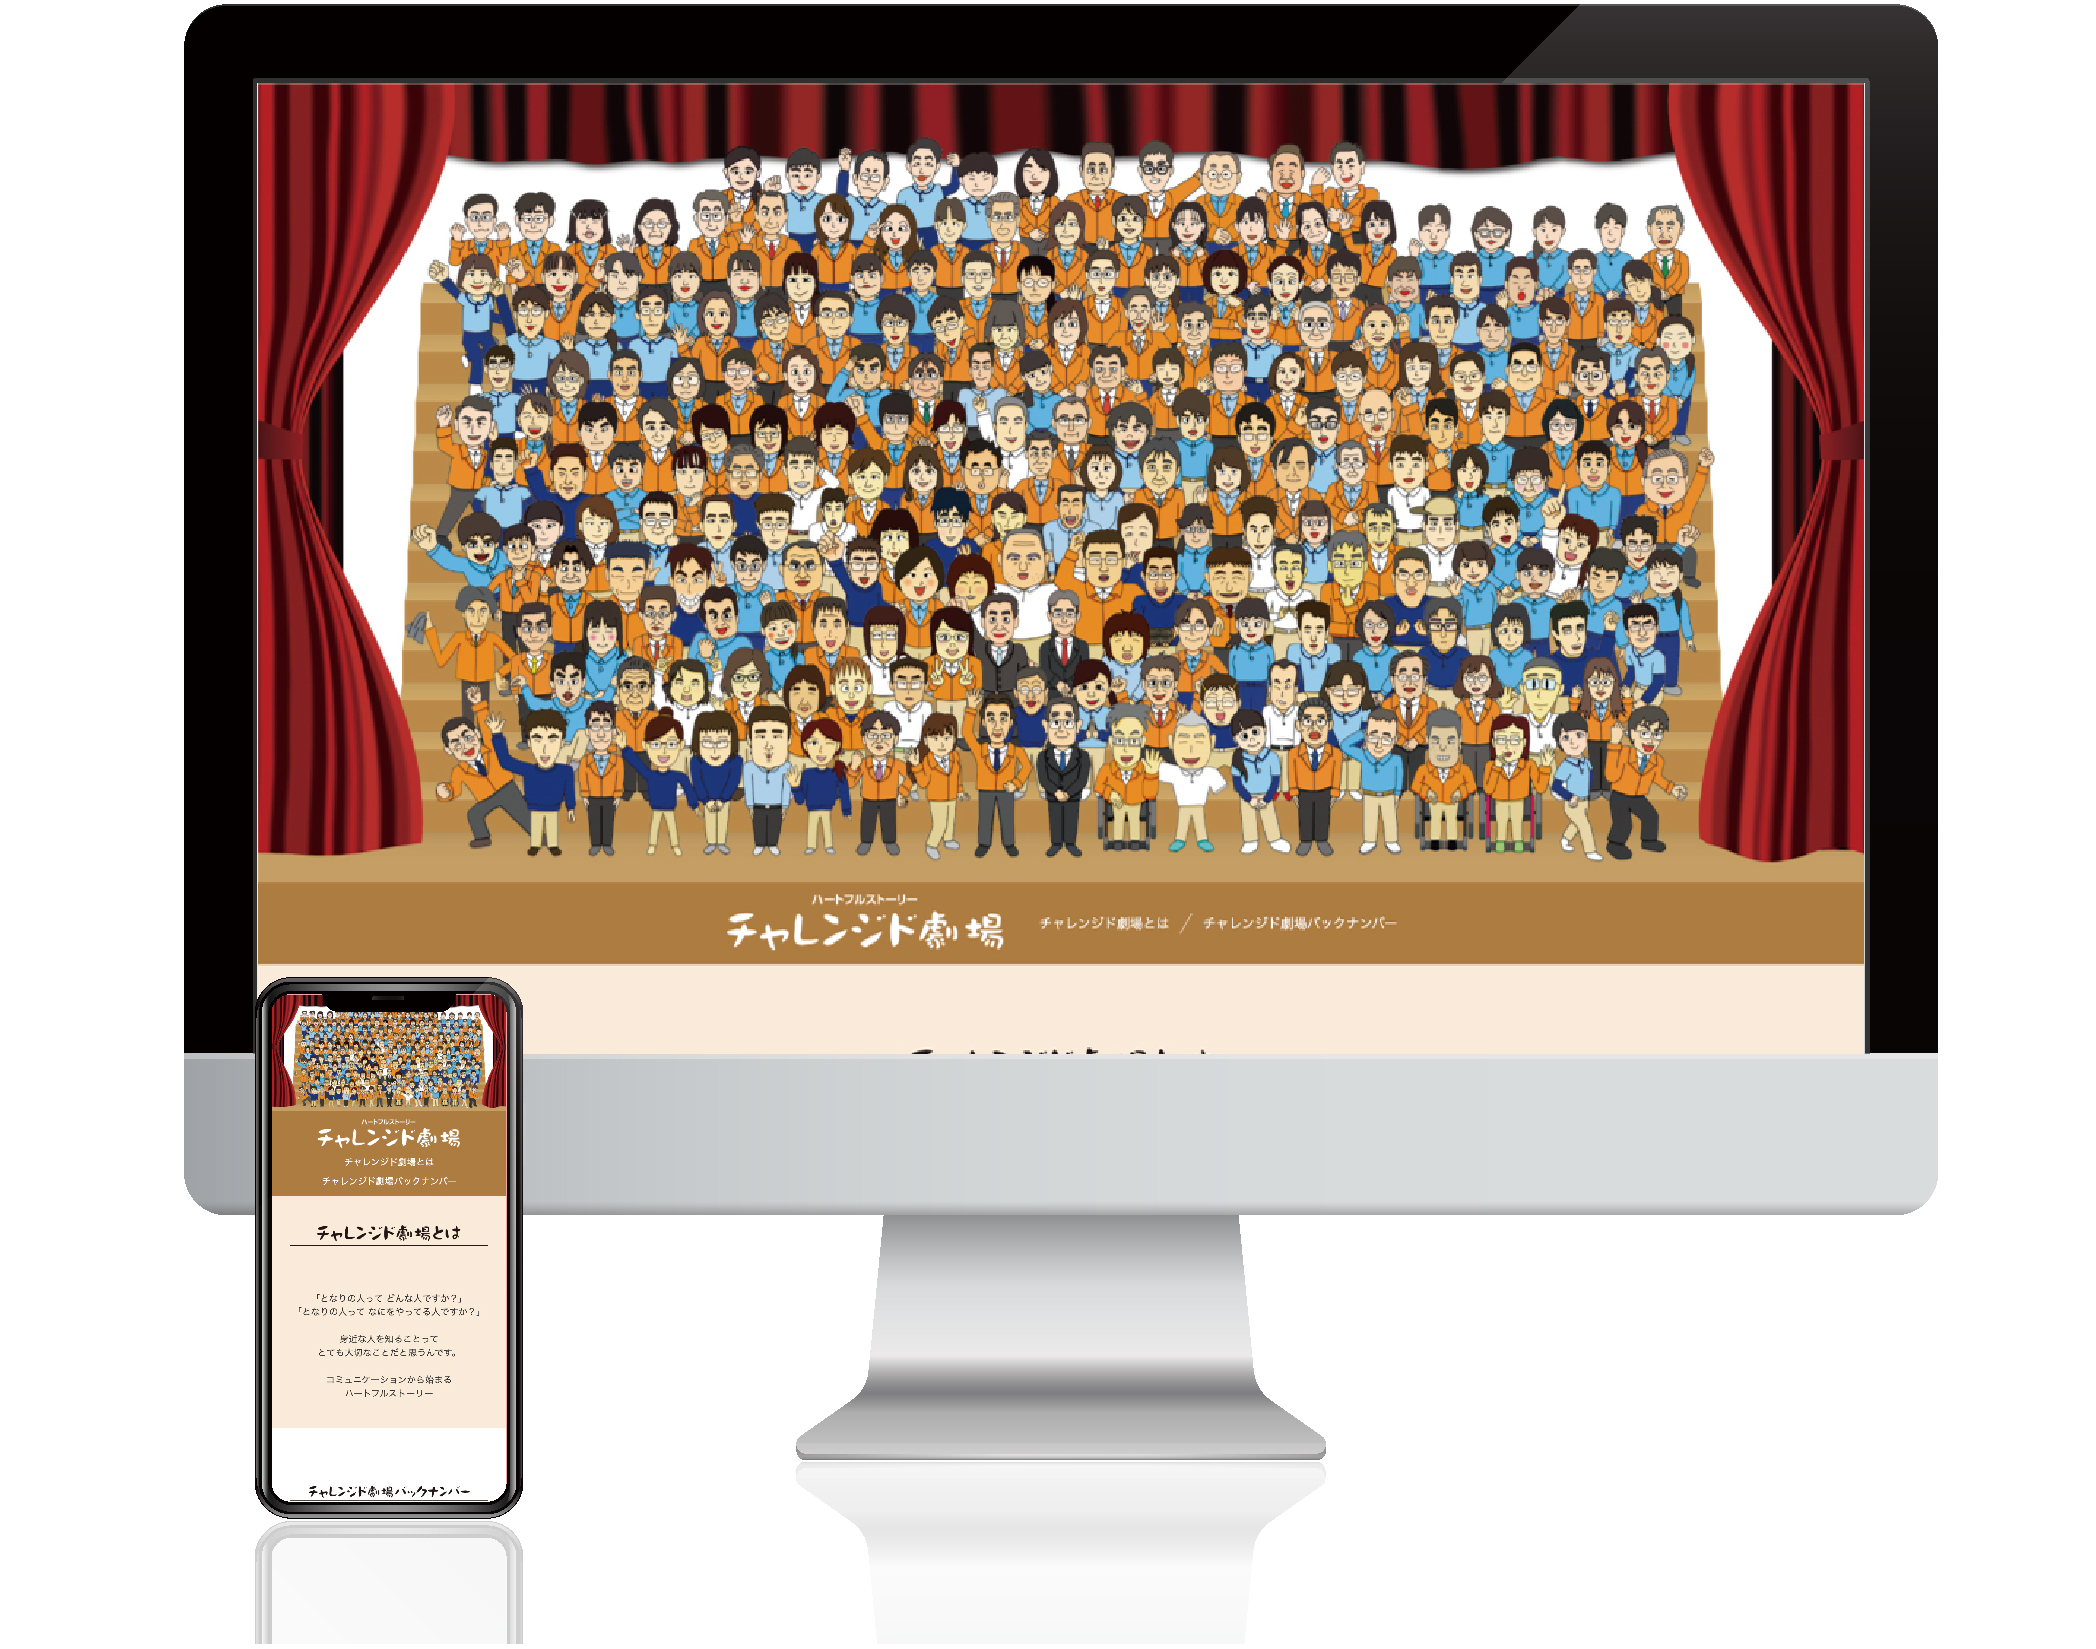 ハートフルストーリー
チャレンジド劇場
チャレンジド劇場とは ／ チャレンジド劇場バックナンバー
ハートフルストーリー
チャレンジド劇場
チャレンジド劇場とは
チャレンジド劇場バックナンバー
チャレンジド劇場とは
「となりの人って どんな人ですか？」
「となりの人って なにをやってる人ですか？」
身近な人を知ることって
とても大切なことだと思うんです。
コミュニケーションから始まる
ハートフルストーリー
チャレンジド劇場バックナンバー